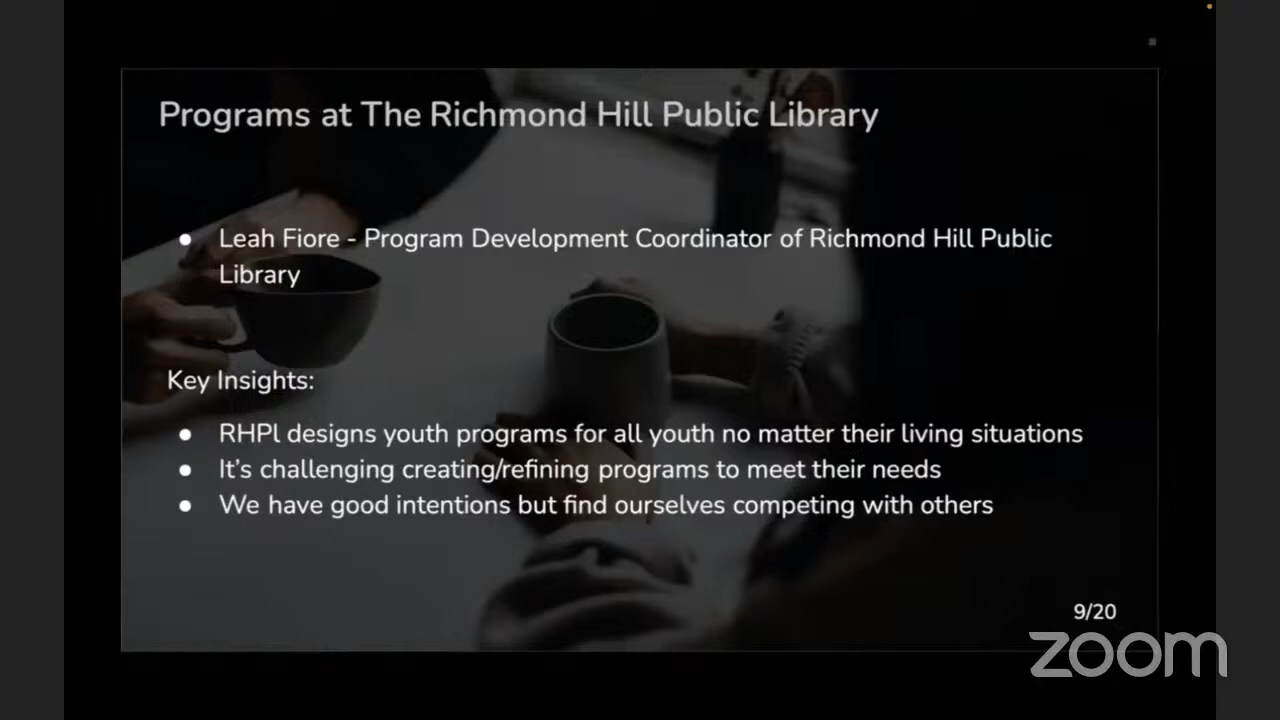 Programs at The Richmond Hill Public Library
● Leah Fiore - Program Development Coordinator of Richmond Hill Public
Library
Key Insights:
● RHPl designs youth programs for all youth no matter their living situations
● It's challenging creating/refining programs to meet their needs
● We have good intentions but find ourselves competing with others
9/20
zoom